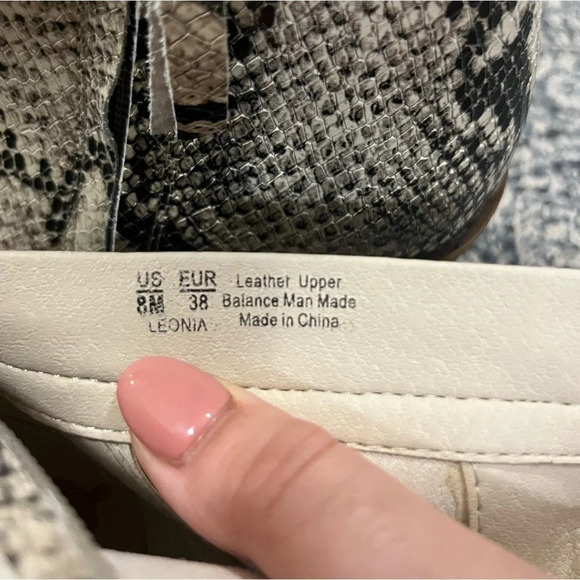 US EUR Leather Upper
8M 38 Balance Man Made
LEONIA Made in China